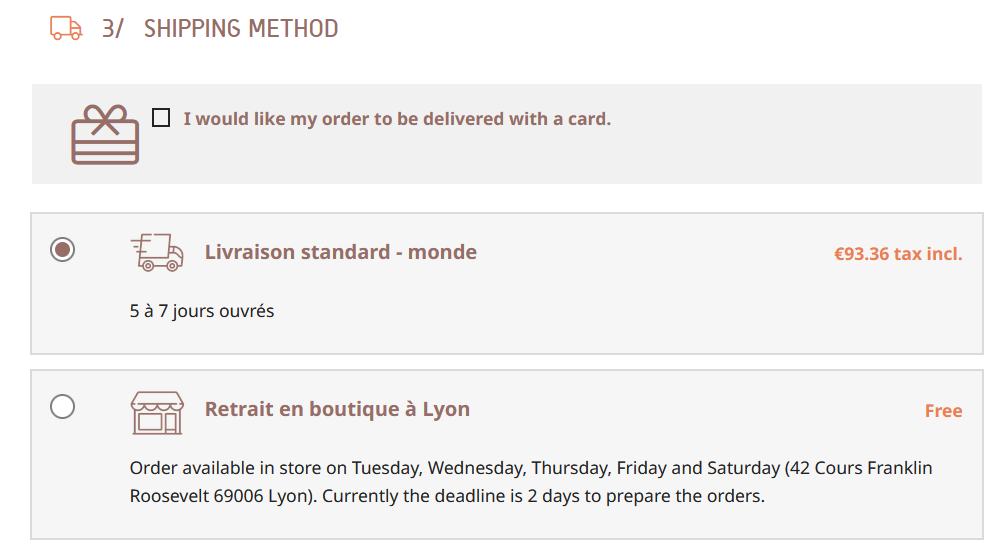 3/ SHIPPING METHOD
I would like my order to be delivered with a card.
Livraison standard - monde
€93.36 tax incl.
5 à 7 jours ouvrés
Retrait en boutique à Lyon
Free
Order available in store on Tuesday, Wednesday, Thursday, Friday and Saturday (42 Cours Franklin
Roosevelt 69006 Lyon). Currently the deadline is 2 days to prepare the orders.